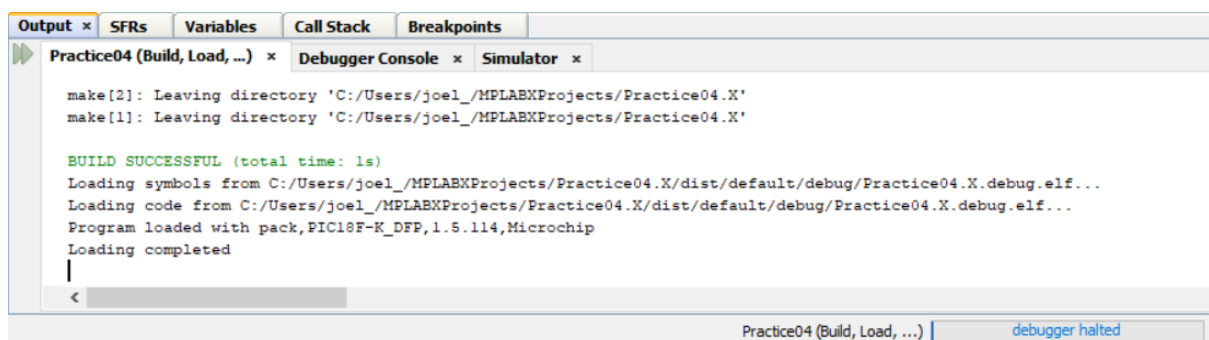 Output × SFRs Variables Call Stack Breakpoints
Practice04 (Build, Load, ...) × Debugger Console × Simulator ×
make[2]: Leaving directory 'C:/Users/joel_/MPLABXProjects/Practice04.X'
make[1]: Leaving directory 'C:/Users/joel_/MPLABXProjects/Practice04.X'
BUILD SUCCESSFUL (total time: 1s)
Loading symbols from C:/Users/joel_/MPLABXProjects/Practice04.X/dist/default/debug/Practice04.X.debug.elf...
Loading code from C:/Users/joel_/MPLABXProjects/Practice04.X/dist/default/debug/Practice04.X.debug.elf...
Program loaded with pack,PIC18F-K_DFP,1.5.114,Microchip
Loading completed
Practice04 (Build, Load, ...) debugger halted